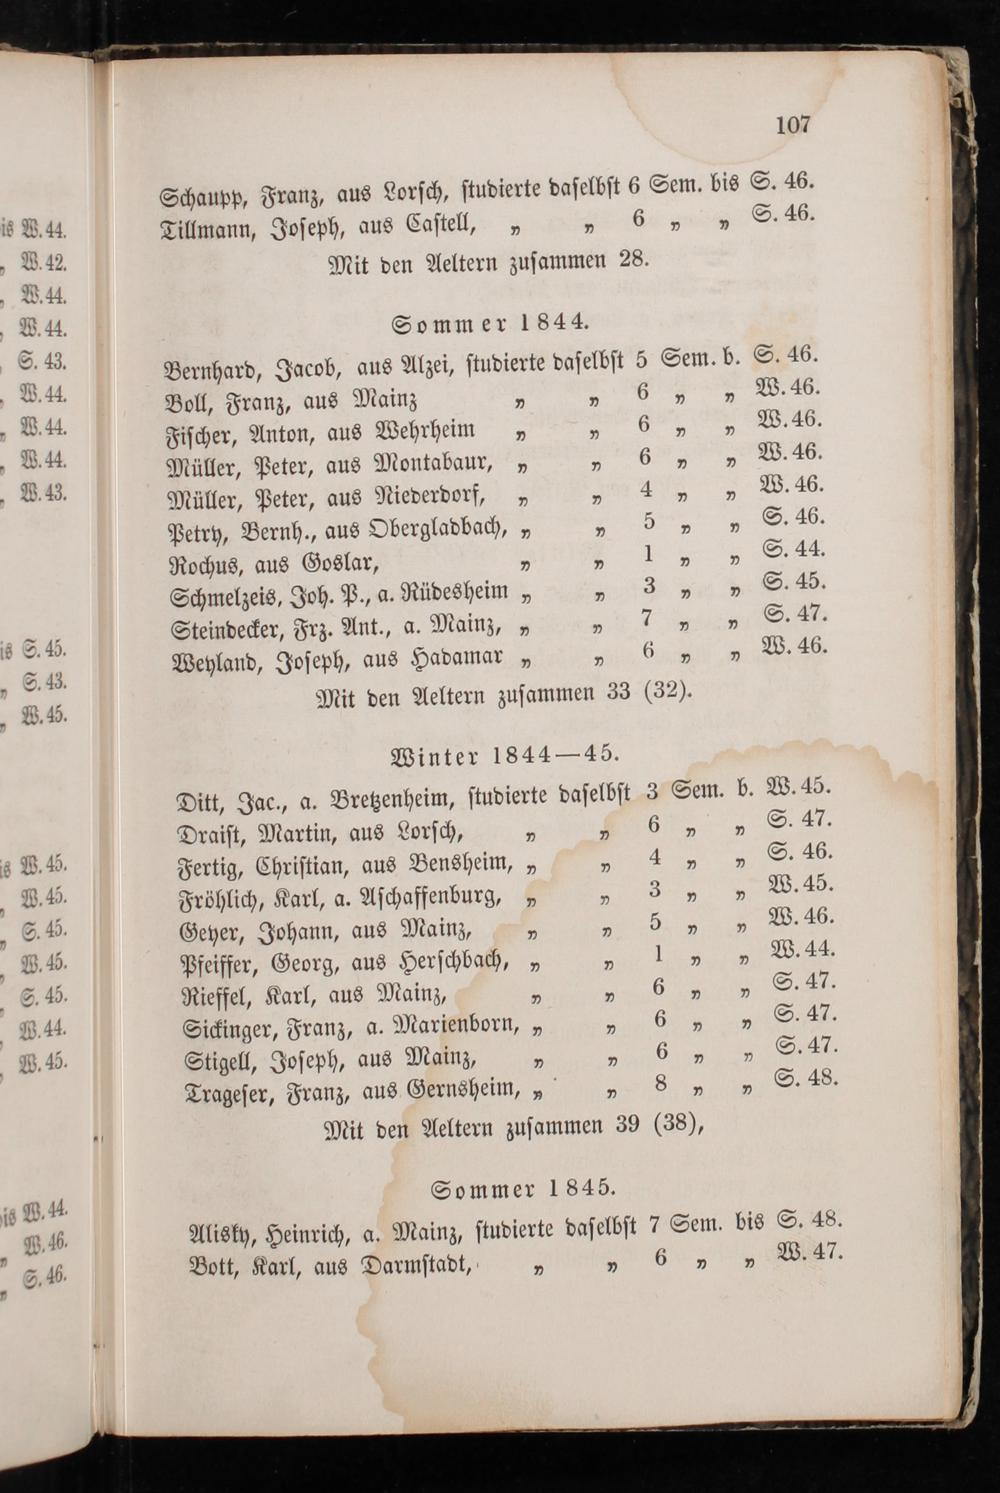 107
Schaupp, Franz, aus Lorsch, studierte daselbst 6 Sem. bis S. 46.
Tillmann, Joseph, aus Castell, „ „ 6 „ „ S. 46.
Mit den Aeltern zusammen 28.
Sommer 1844.
Bernhard, Jacob, aus Alzei, studierte daselbst 5 Sem. b. S. 46.
Boll, Franz, aus Mainz „ „ 6 „ „ W. 46.
Fischer, Anton, aus Wehrheim „ „ 6 „ „ W. 46.
Müller, Peter, aus Montabaur, „ „ 6 „ „ W. 46.
Müller, Peter, aus Niederdorf, „ „ 4 „ „ W. 46.
Petry, Bernh., aus Obergladbach, „ „ 5 „ „ S. 46.
Rochus, aus Goslar, „ „ 1 „ „ S. 44.
Schmelzeis, Joh. P., a. Rüdesheim „ „ 3 „ „ S. 45.
Steindecker, Frz. Ant., a. Mainz, „ „ 7 „ „ S. 47.
Weyland, Joseph, aus Hadamar „ „ 6 „ „ W. 46.
Mit den Aeltern zusammen 33 (32).
Winter 1844—45.
Ditt, Jac., a. Bretzenheim, studierte daselbst 3 Sem. b. W. 45.
Draist, Martin, aus Lorsch, „ „ 6 „ „ S. 47.
Fertig, Christian, aus Bensheim, „ „ 4 „ „ S. 46.
Fröhlich, Karl, a. Aschaffenburg, „ „ 3 „ „ W. 45.
Geyer, Johann, aus Mainz, „ „ 5 „ „ W. 46.
Pfeiffer, Georg, aus Herschbach, „ „ 1 „ „ W. 44.
Rieffel, Karl, aus Mainz, „ „ 6 „ „ S. 47.
Sickinger, Franz, a. Marienborn, „ „ 6 „ „ S. 47.
Stigell, Joseph, aus Mainz, „ „ 6 „ „ S. 47.
Trageser, Franz, aus Gernsheim, „ „ 8 „ „ S. 48.
Mit den Aeltern zusammen 39 (38),
Sommer 1845.
Alisky, Heinrich, a. Mainz, studierte daselbst 7 Sem. bis S. 48.
Bott, Karl, aus Darmstadt, „ „ 6 „ „ W. 47.